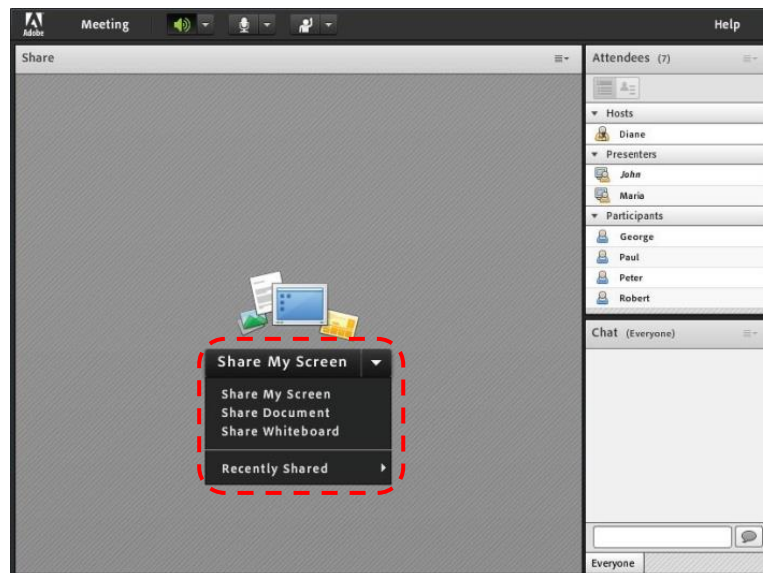 Adobe
Meeting
Help
Share
Attendees (7)
Hosts
Diane
Presenters
John
Maria
Participants
George
Paul
Peter
Robert
Chat (Everyone)
Share My Screen
Share My Screen
Share Document
Share Whiteboard
Recently Shared
Everyone